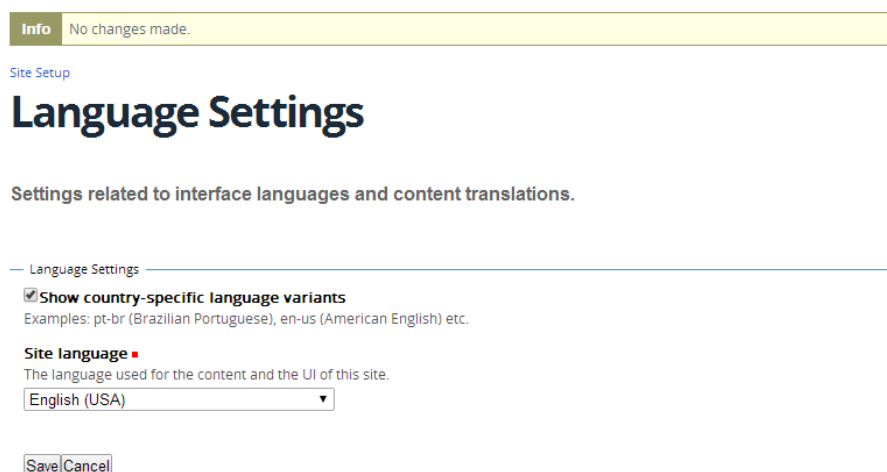 Info No changes made.
Site Setup
Language Settings
Settings related to interface languages and content translations.
Language Settings
Show country-specific language variants
Examples: pt-br (Brazilian Portuguese), en-us (American English) etc.
Site language
The language used for the content and the UI of this site.
English (USA)
Save Cancel